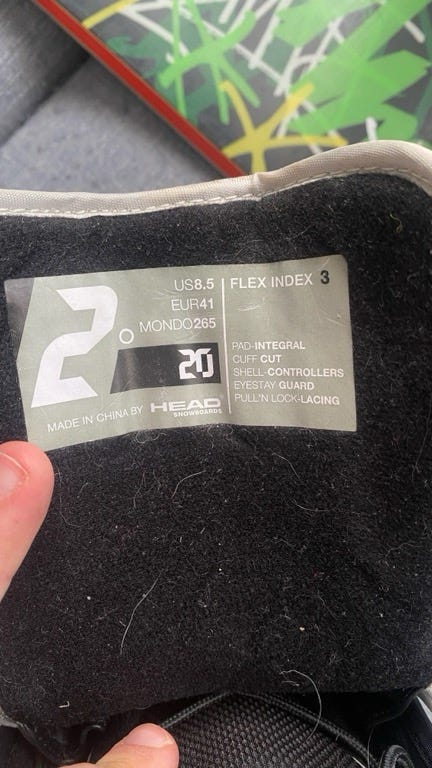 2.
US8.5
EUR41
MONDO265
20
MADE IN CHINA BY HEAD
SNOWBOARDS
FLEX INDEX 3
PAD-INTEGRAL
CUFF CUT
SHELL-CONTROLLERS
EYESTAY GUARD
PULL'N LOCK-LACING